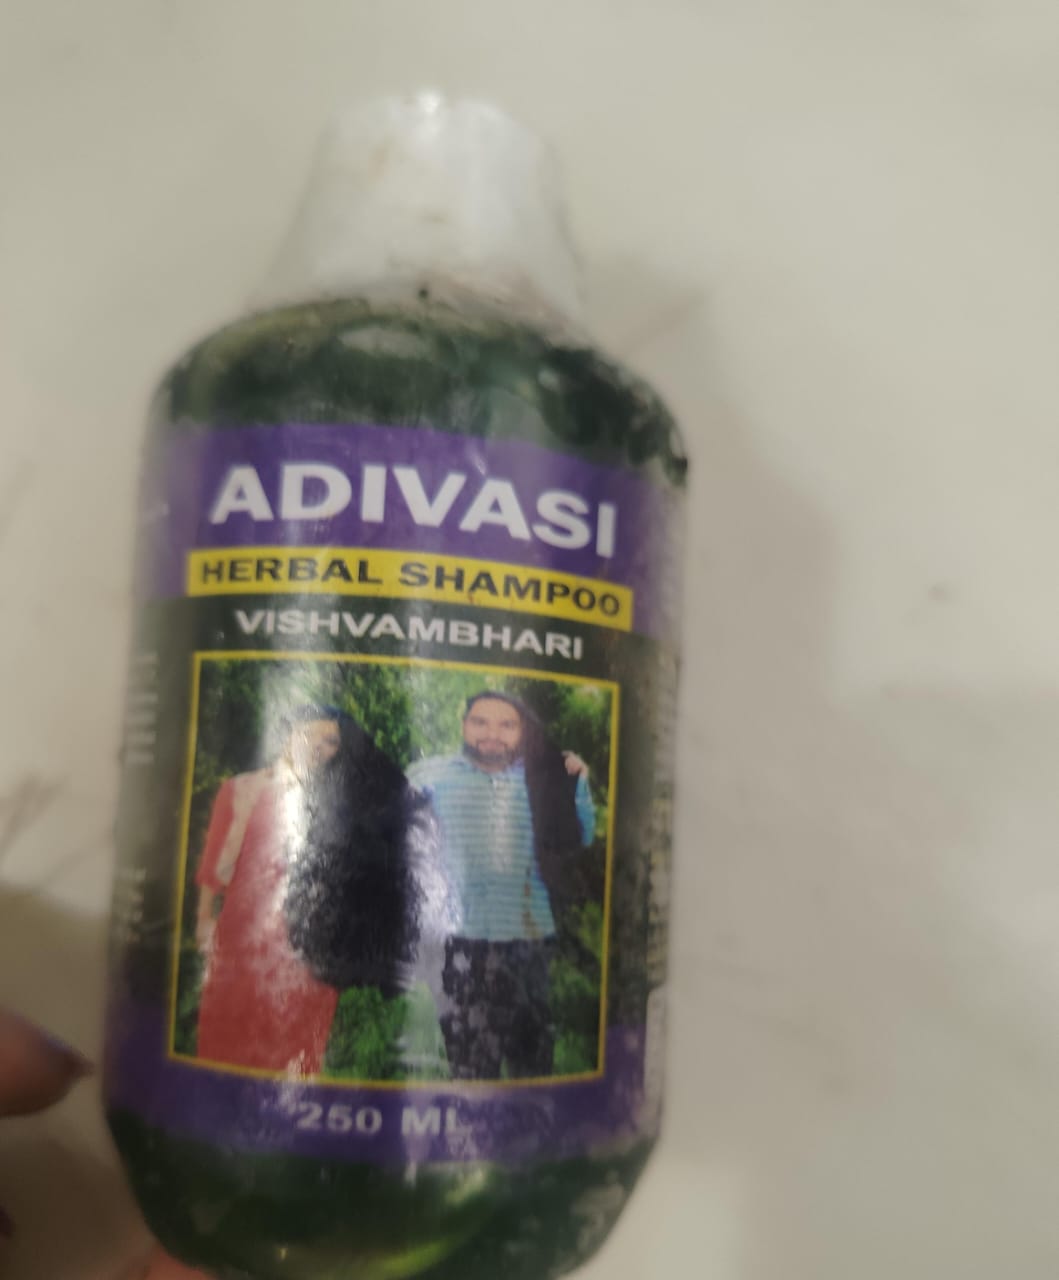 ADIVASI
HERBAL SHAMPOO
VISHVAMBHARI
250 ML